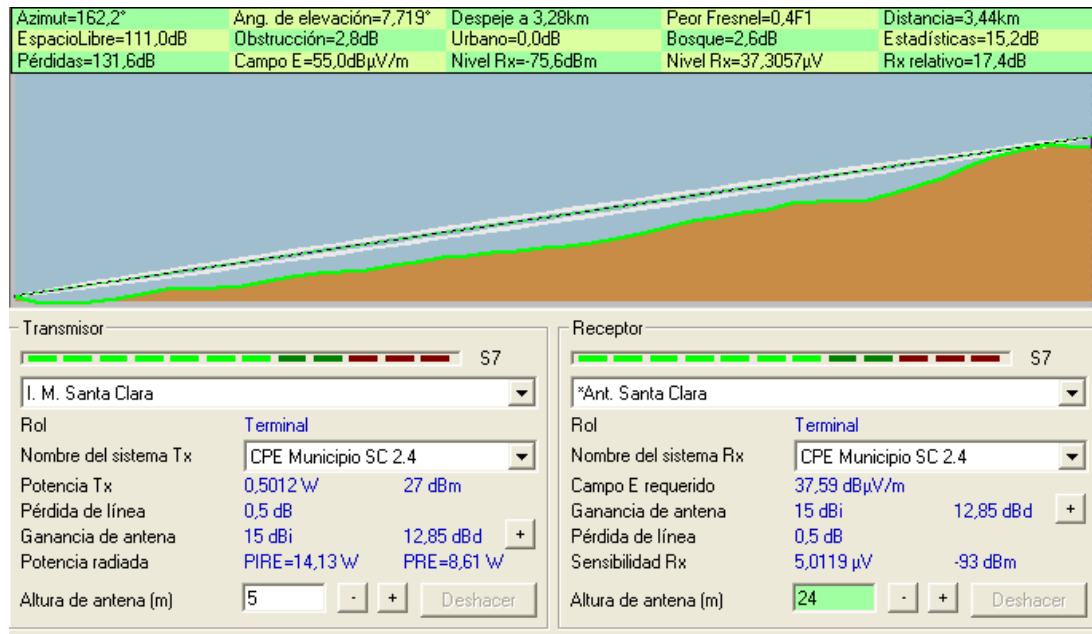 Azimut=162,2° Ang. de elevación=7,719° Despeje a 3,28km Peor Fresnel=0,4F1 Distancia=3,44km
EspacioLibre=111,0dB Obstrucción=2,8dB Urbano=0,0dB Bosque=2,6dB Estadísticas=15,2dB
Pérdidas=131,6dB Campo E=55,0dBµV/m Nivel Rx=-75,6dBm Nivel Rx=37,3057µV Rx relativo=17,4dB
Transmisor
S7
I. M. Santa Clara
Rol Terminal
Nombre del sistema Tx CPE Municipio SC 2.4
Potencia Tx 0,5012 W 27 dBm
Pérdida de línea 0,5 dB
Ganancia de antena 15 dBi 12,85 dBd +
Potencia radiada PIRE=14,13 W PRE=8,61 W
Altura de antena (m) 5 - + Deshacer
Receptor
S7
*Ant. Santa Clara
Rol Terminal
Nombre del sistema Rx CPE Municipio SC 2.4
Campo E requerido 37,59 dBµV/m
Ganancia de antena 15 dBi 12,85 dBd +
Pérdida de línea 0,5 dB
Sensibilidad Rx 5,0119 µV -93 dBm
Altura de antena (m) 24 - + Deshacer